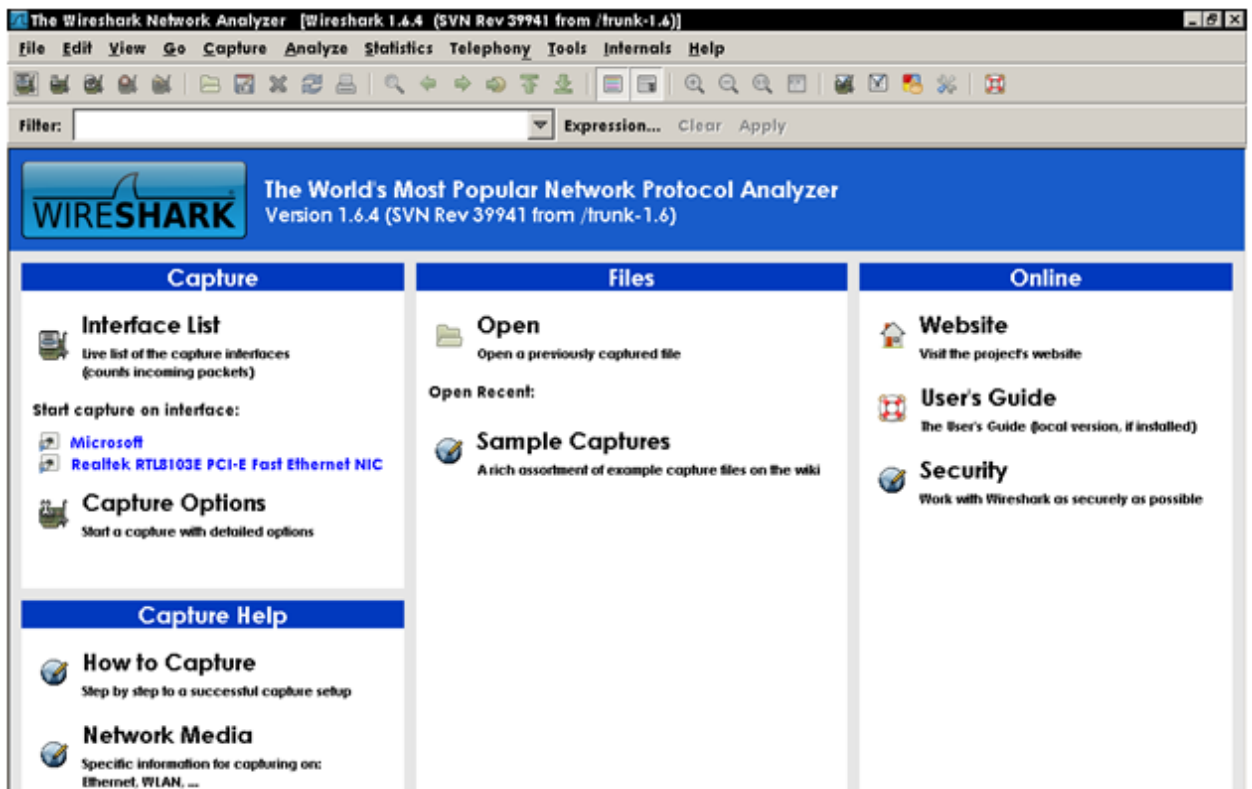 The Wireshark Network Analyzer [Wireshark 1.6.4 (SVN Rev 39941 from /trunk-1.6)]
File Edit View Go Capture Analyze Statistics Telephony Tools Internals Help
Filter: Expression... Clear Apply
WIRESHARK
The World's Most Popular Network Protocol Analyzer
Version 1.6.4 (SVN Rev 39941 from /trunk-1.6)
Capture
Interface List
Live list of the capture interfaces
(counts incoming packets)
Start capture on interface:
Microsoft
Realtek RTL8103E PCI-E Fast Ethernet NIC
Capture Options
Start a capture with detailed options
Capture Help
How to Capture
Step by step to a successful capture setup
Network Media
Specific information for capturing on:
Ethernet, WLAN, ...
Files
Open
Open a previously captured file
Open Recent:
Sample Captures
A rich assortment of example capture files on the wiki
Online
Website
Visit the project's website
User's Guide
The User's Guide (local version, if installed)
Security
Work with Wireshark as securely as possible